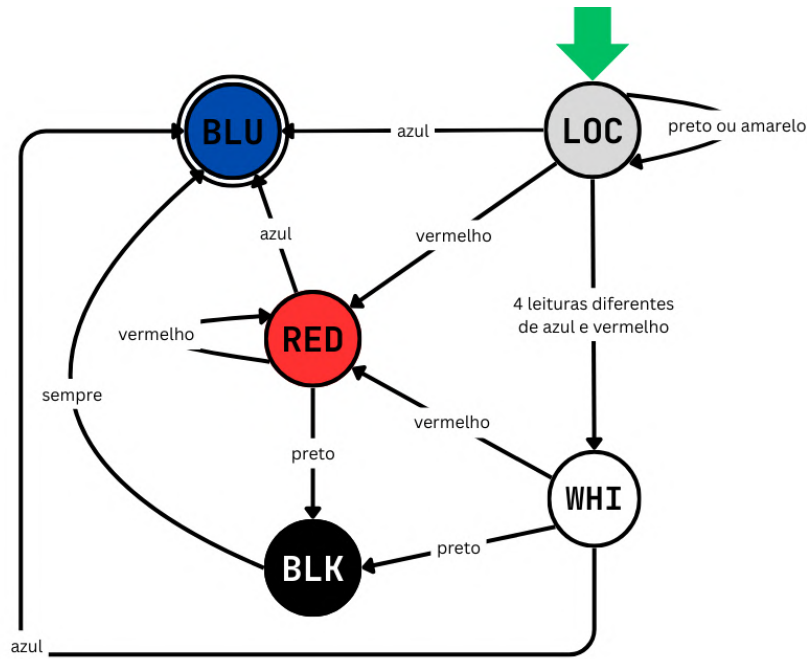 BLU
azul
LOC
preto ou amarelo
azul
vermelho
4 leituras diferentes
de azul e vermelho
vermelho
RED
sempre
vermelho
preto
WHI
preto
BLK
azul